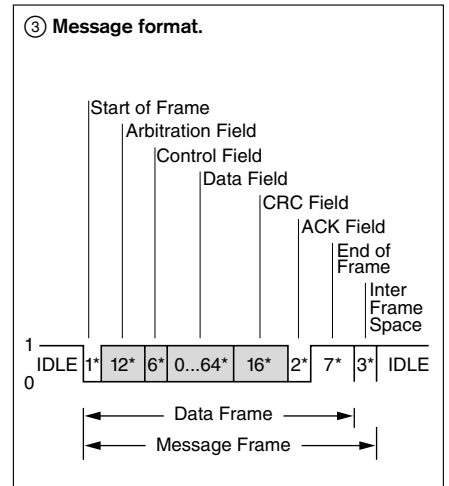 ③ Message format.
Start of Frame
Arbitration Field
Control Field
Data Field
CRC Field
ACK Field
End of
Frame
Inter
Frame
Space
1
IDLE 1* 12* 6* 0...64* 16* 2* 7* 3* IDLE
0
Data Frame
Message Frame